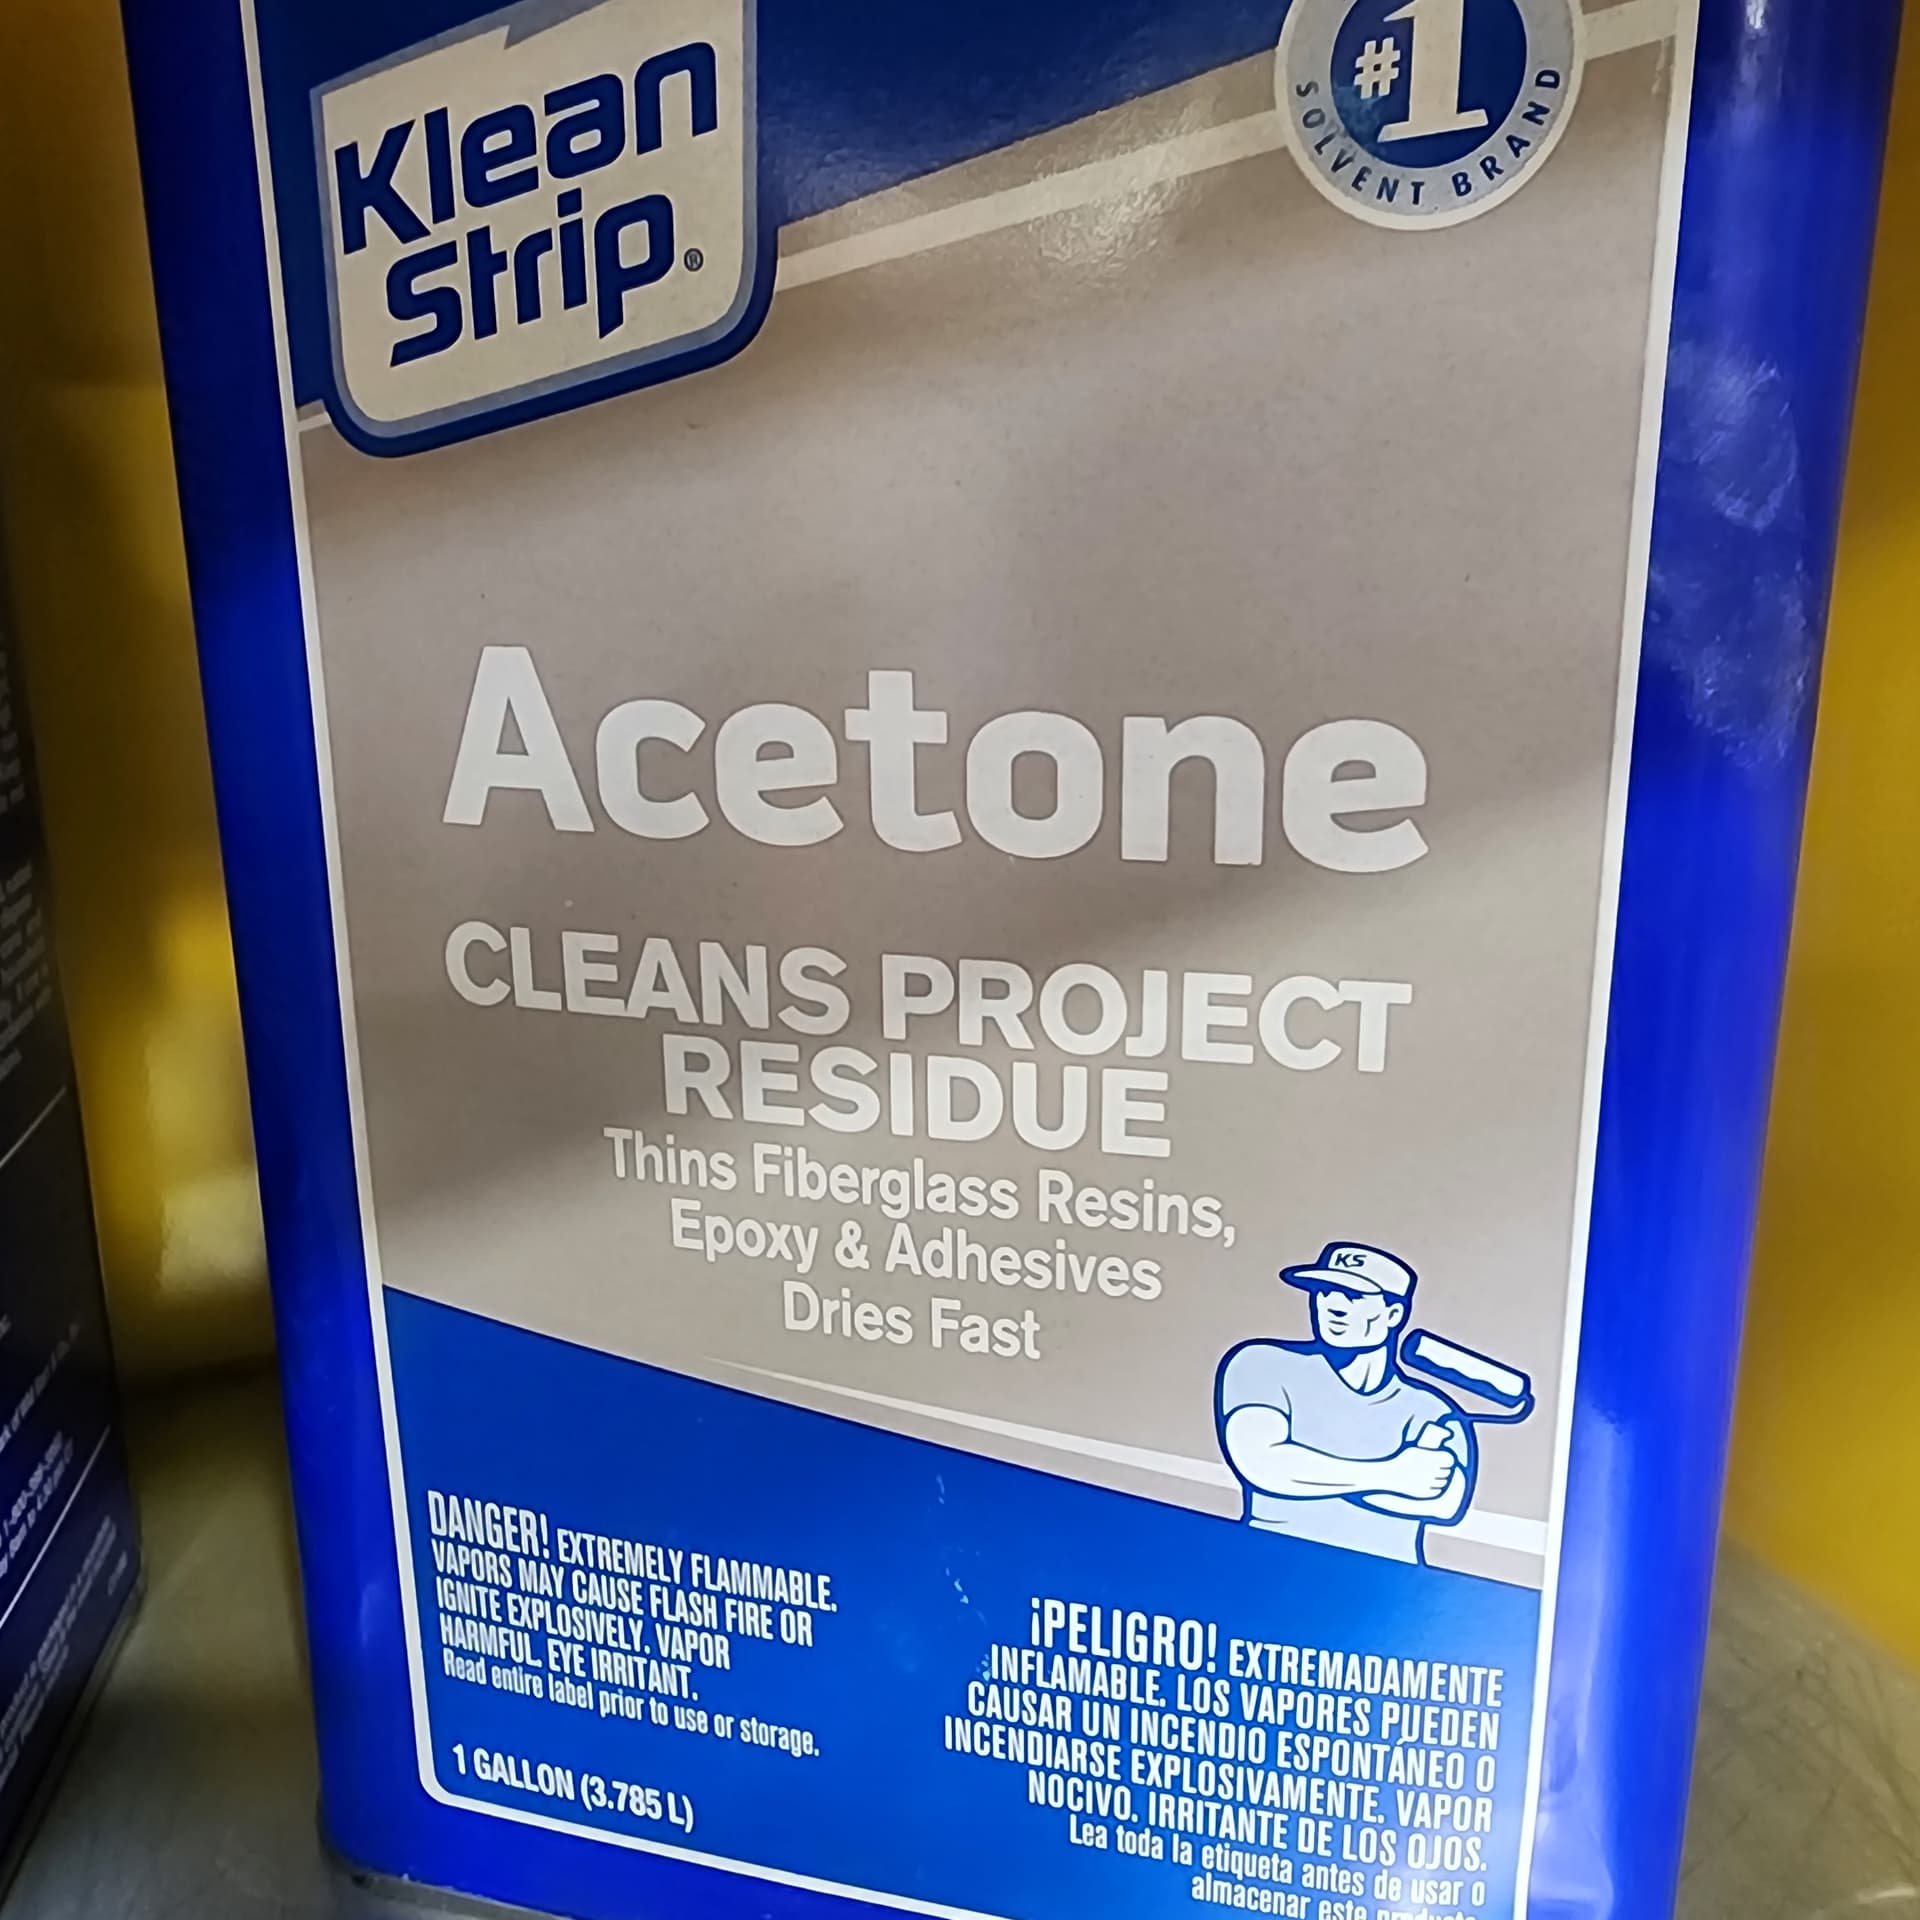 Klean
Strip®
#1
SOLVENT BRAND
Acetone
CLEANS PROJECT
RESIDUE
Thins Fiberglass Resins,
Epoxy & Adhesives
Dries Fast
KS
DANGER! EXTREMELY FLAMMABLE.
VAPORS MAY CAUSE FLASH FIRE OR
IGNITE EXPLOSIVELY. VAPOR
HARMFUL. EYE IRRITANT.
Read entire label prior to use or storage.
1 GALLON (3.785 L)
¡PELIGRO! EXTREMADAMENTE
INFLAMABLE. LOS VAPORES PUEDEN
CAUSAR UN INCENDIO ESPONTÁNEO O
INCENDIARSE EXPLOSIVAMENTE. VAPOR
NOCIVO. IRRITANTE DE LOS OJOS.
Lea toda la etiqueta antes de usar o
almacenar este